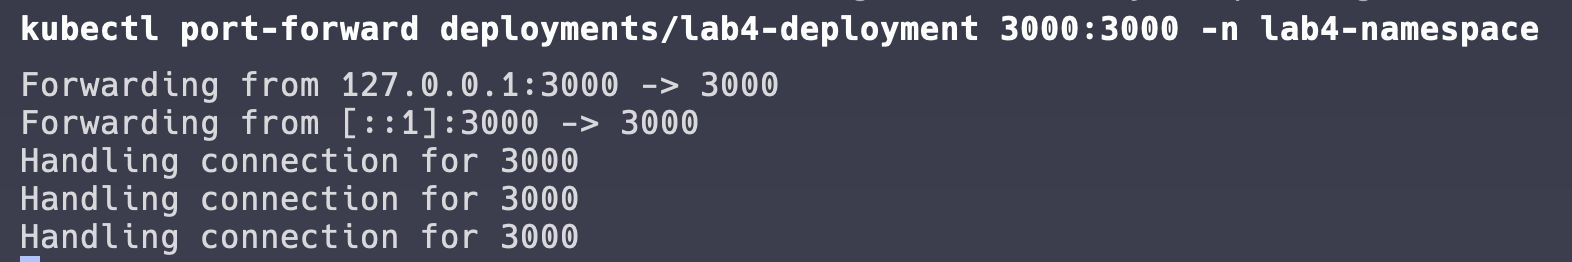 kubectl port-forward deployments/lab4-deployment 3000:3000 -n lab4-namespace
Forwarding from 127.0.0.1:3000 -> 3000
Forwarding from [::1]:3000 -> 3000
Handling connection for 3000
Handling connection for 3000
Handling connection for 3000